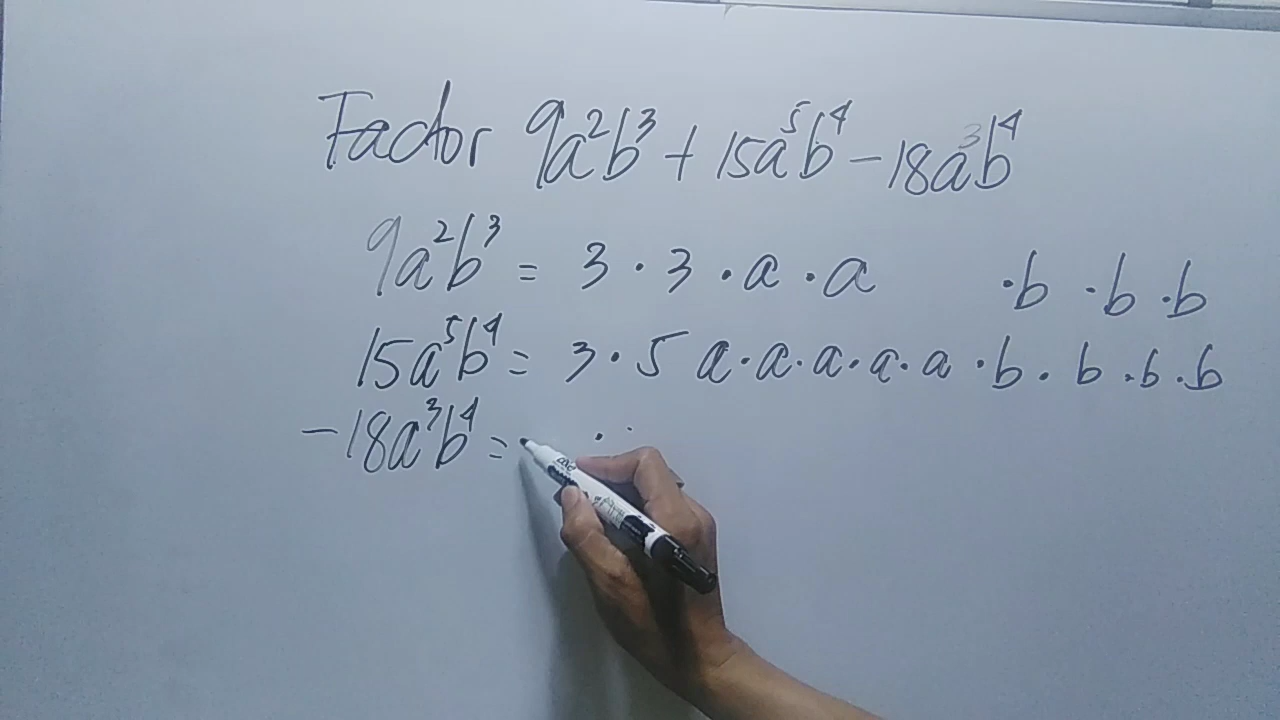 Factor 9a²b³ + 15a⁵b⁴ - 18a³b⁴
9a²b³ = 3 · 3 · a · a · b · b · b
15a⁵b⁴ = 3 · 5 a · a · a · a · a · b · b · b · b
-18a³b⁴ = ·